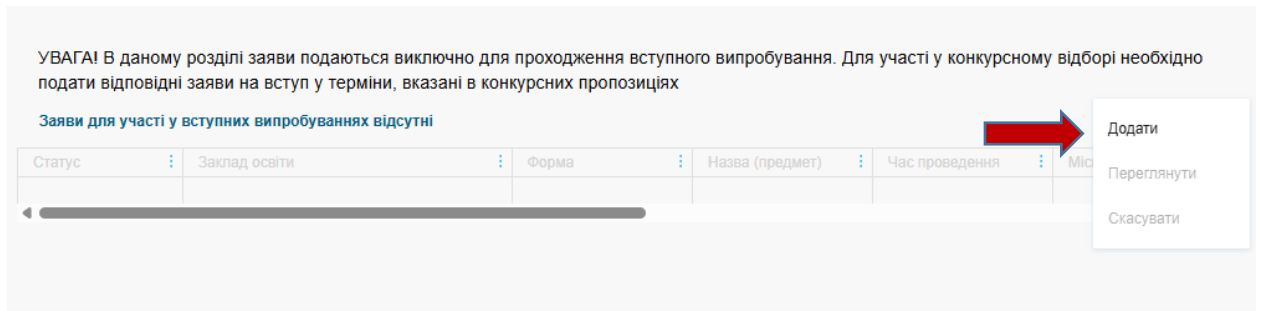 УВАГА! В даному розділі заяви подаються виключно для проходження вступного випробування. Для участі у конкурсному відборі необхідно
подати відповідні заяви на вступ у терміни, вказані в конкурсних пропозиціях
Заяви для участі у вступних випробуваннях відсутні
Додати
Статус Заклад освіти Форма Назва (предмет) Час проведення
Переглянути
Скасувати